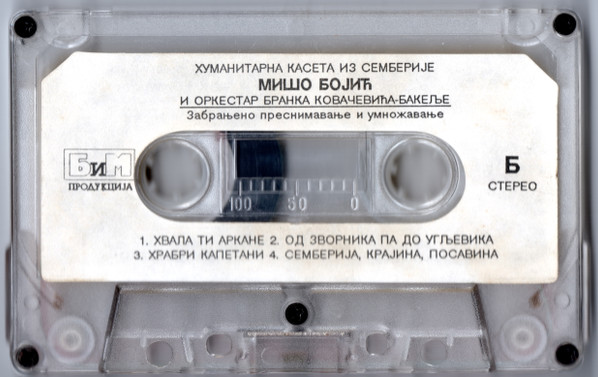 ХУМАНИТАРНА КАСЕТА ИЗ СЕМБЕРИЈЕ
МИШО БОЈИЋ
И ОРКЕСТАР БРАНКА КОВАЧЕВИЋА-БАКЕЉЕ
Забрањено преснимавање и умножавање
БиМ
ПРОДУКЦИЈА
Б
СТЕРЕО
100 50 0
1. ХВАЛА ТИ АРКАНЕ 2. ОД ЗВОРНИКА ПА ДО УГЉЕВИКА
3. ХРАБРИ КАПЕТАНИ 4. СЕМБЕРИЈА, КРАЈИНА, ПОСАВИНА